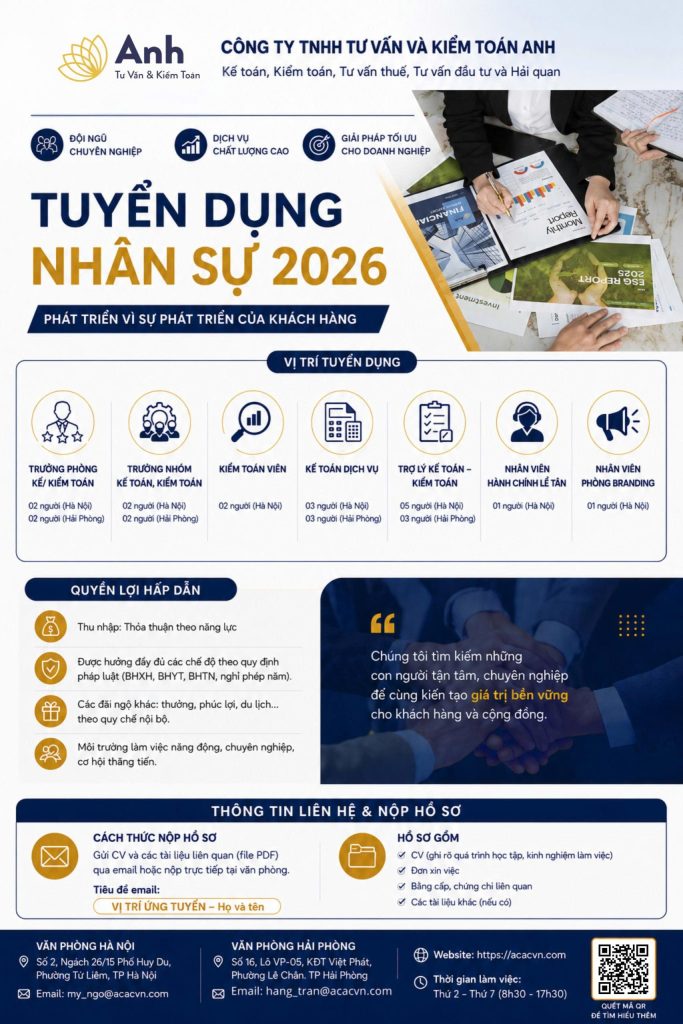 Anh
Tư Vấn & Kiểm Toán
CÔNG TY TNHH TƯ VẤN VÀ KIỂM TOÁN ANH
Kế toán, Kiểm toán, Tư vấn thuế, Tư vấn đầu tư và Hải quan
ĐỘI NGŨ
CHUYÊN NGHIỆP
DỊCH VỤ
CHẤT LƯỢNG CAO
GIẢI PHÁP TỐI ƯU
CHO DOANH NGHIỆP
TUYỂN DỤNG
NHÂN SỰ 2026
PHÁT TRIỂN VÌ SỰ PHÁT TRIỂN CỦA KHÁCH HÀNG
FINANCIAL
Monthly
Report
ESG REPORT
2025
Investment
VỊ TRÍ TUYỂN DỤNG
TRƯỞNG PHÒNG
KẾ/ KIỂM TOÁN
02 người (Hà Nội)
02 người (Hải Phòng)
TRƯỞNG NHÓM
KẾ TOÁN, KIỂM TOÁN
02 người (Hà Nội)
02 người (Hải Phòng)
KIỂM TOÁN VIÊN
02 người (Hà Nội)
KẾ TOÁN DỊCH VỤ
03 người (Hà Nội)
03 người (Hải Phòng)
TRỢ LÝ KẾ TOÁN –
KIỂM TOÁN
05 người (Hà Nội)
03 người (Hải Phòng)
NHÂN VIÊN
HÀNH CHÍNH LỄ TÂN
01 người (Hà Nội)
NHÂN VIÊN
PHÒNG BRANDING
01 người (Hà Nội)
QUYỀN LỢI HẤP DẪN
Thu nhập: Thỏa thuận theo năng lực
Được hưởng đầy đủ các chế độ theo quy định
pháp luật (BHXH, BHYT, BHTN, nghỉ phép năm).
Các đãi ngộ khác: thưởng, phúc lợi, du lịch...
theo quy chế nội bộ.
Môi trường làm việc năng động, chuyên nghiệp,
cơ hội thăng tiến.
Chúng tôi tìm kiếm những
con người tận tâm, chuyên nghiệp
để cùng kiến tạo giá trị bền vững
cho khách hàng và cộng đồng.
THÔNG TIN LIÊN HỆ & NỘP HỒ SƠ
CÁCH THỨC NỘP HỒ SƠ
Gửi CV và các tài liệu liên quan (file PDF)
qua email hoặc nộp trực tiếp tại văn phòng.
Tiêu đề email:
VỊ TRÍ ỨNG TUYỂN – Họ và tên
HỒ SƠ GỒM
CV (ghi rõ quá trình học tập, kinh nghiệm làm việc)
Đơn xin việc
Bằng cấp, chứng chỉ liên quan
Các tài liệu khác (nếu có)
VĂN PHÒNG HÀ NỘI
Số 2, Ngách 26/15 Phố Huy Du,
Phường Từ Liêm, TP Hà Nội
Email: my_ngo@acacvn.com
VĂN PHÒNG HẢI PHÒNG
Số 16, Lô VP-05, KĐT Việt Phát,
Phường Lê Chân. TP Hải Phòng
Email: hang_tran@acacvn.com
Website: https://acacvn.com
Thời gian làm việc:
Thứ 2 – Thứ 7 (8h30 - 17h30)
QUÉT MÃ QR
ĐỂ TÌM HIỂU THÊM